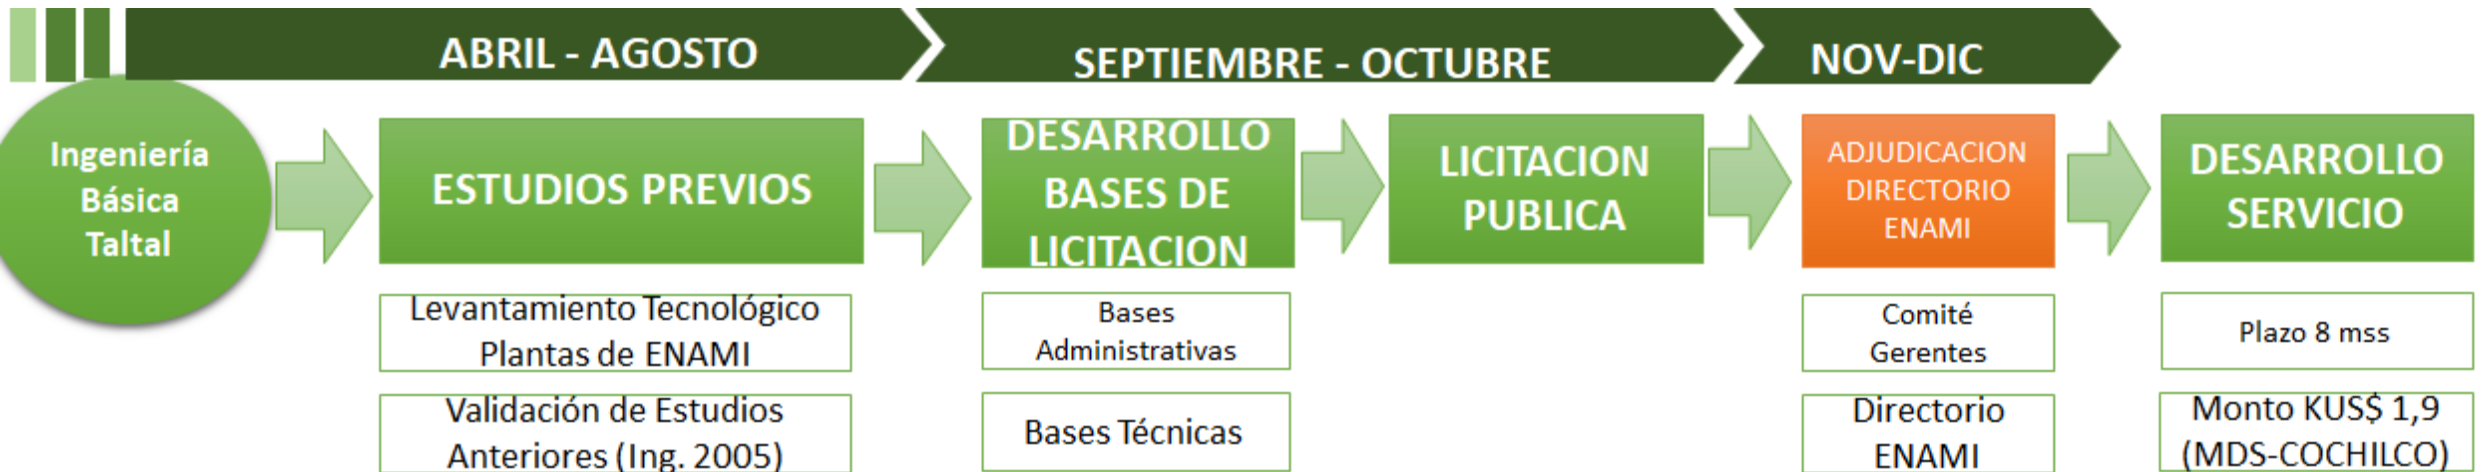 ABRIL - AGOSTO
SEPTIEMBRE - OCTUBRE
NOV-DIC
Ingeniería
Básica
Taltal
ESTUDIOS PREVIOS
DESARROLLO
BASES DE
LICITACION
LICITACION
PUBLICA
ADJUDICACION
DIRECTORIO
ENAMI
DESARROLLO
SERVICIO
Levantamiento Tecnológico
Plantas de ENAMI
Validación de Estudios
Anteriores (Ing. 2005)
Bases
Administrativas
Bases Técnicas
Comité
Gerentes
Directorio
ENAMI
Plazo 8 mss
Monto KUS$ 1,9
(MDS-COCHILCO)